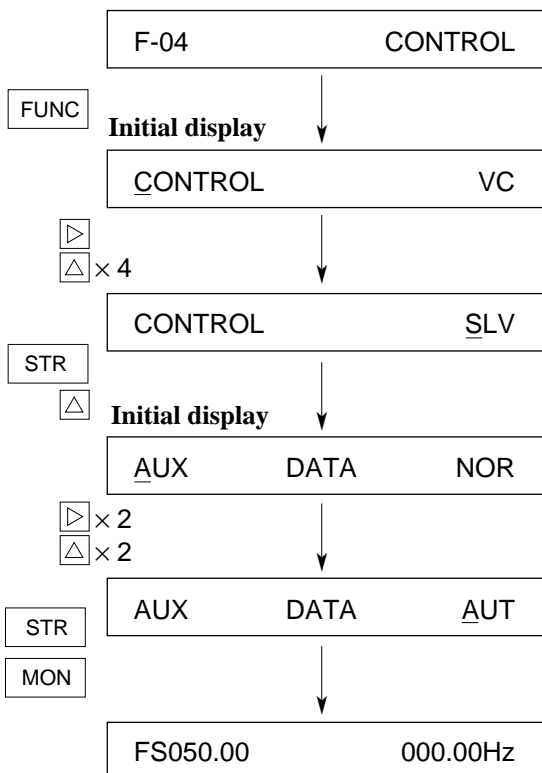 F-04 CONTROL
FUNC
Initial display
CONTROL VC
▷
△ × 4
CONTROL SLV
STR
△
Initial display
AUX DATA NOR
▷ × 2
△ × 2
AUX DATA AUT
STR
MON
FS050.00 000.00Hz